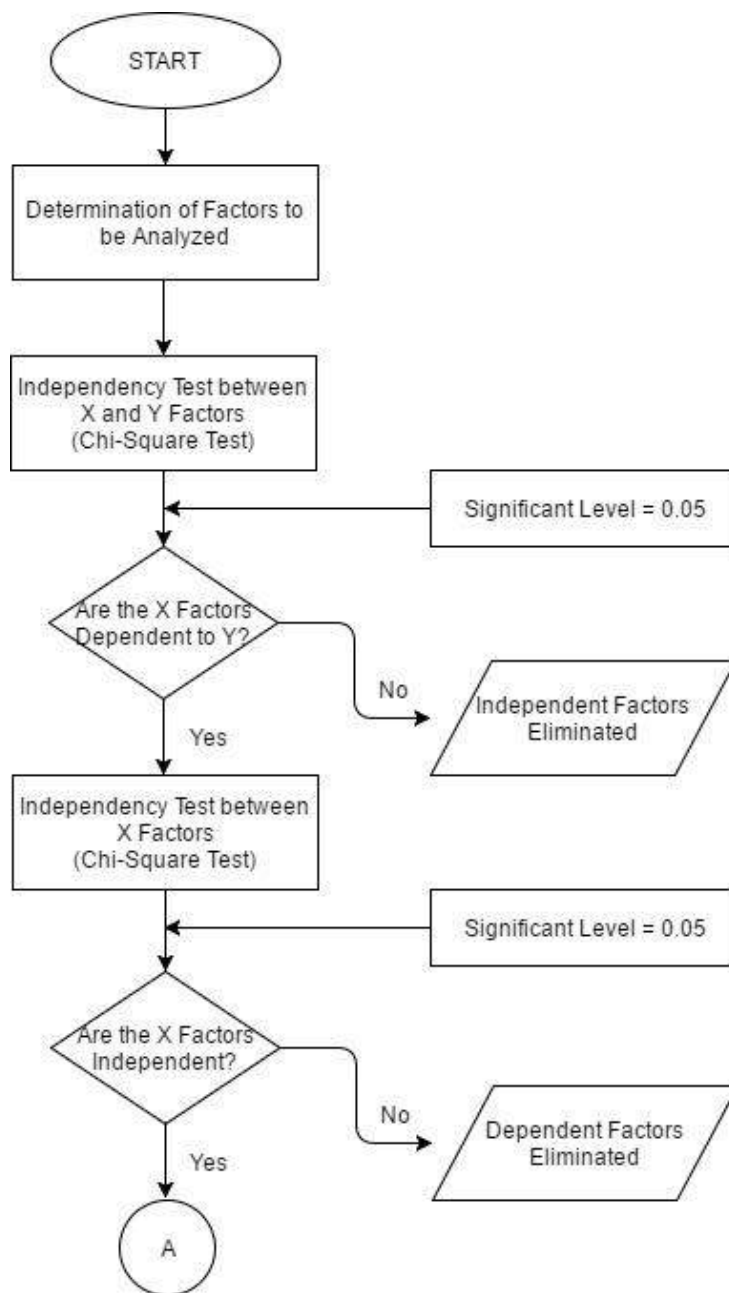 START
Determination of Factors to
be Analyzed
Independency Test between
X and Y Factors
(Chi-Square Test)
Significant Level = 0.05
Are the X Factors
Dependent to Y?
No
Independent Factors
Eliminated
Yes
Independency Test between
X Factors
(Chi-Square Test)
Significant Level = 0.05
Are the X Factors
Independent?
No
Dependent Factors
Eliminated
Yes
A